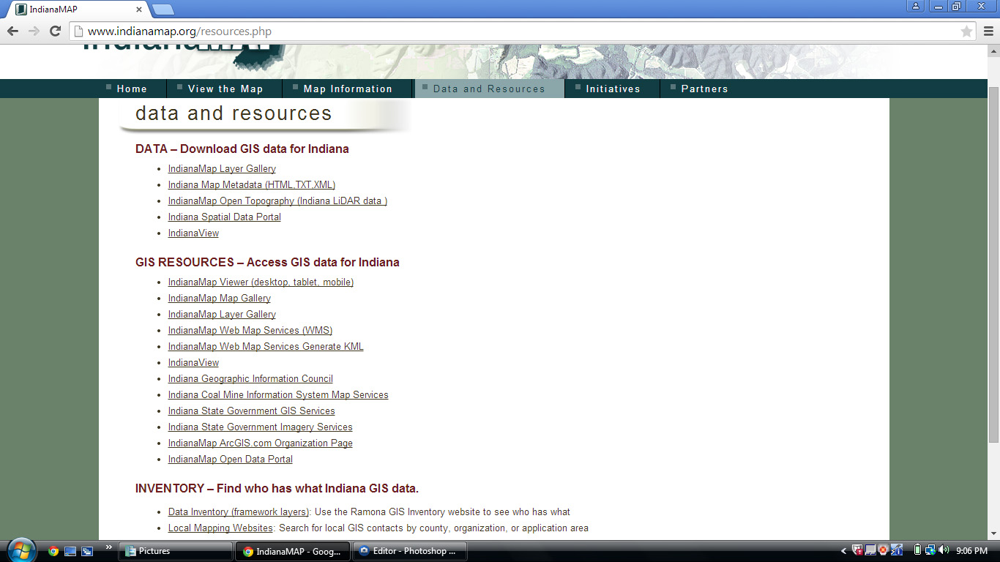 IndianaMAP
www.indianamap.org/resources.php
Home View the Map Map Information Data and Resources Initiatives Partners
data and resources
DATA – Download GIS data for Indiana
IndianaMap Layer Gallery
Indiana Map Metadata (HTML,TXT,XML)
IndianaMap Open Topography (Indiana LiDAR data )
Indiana Spatial Data Portal
IndianaView
GIS RESOURCES – Access GIS data for Indiana
IndianaMap Viewer (desktop, tablet, mobile)
IndianaMap Map Gallery
IndianaMap Layer Gallery
IndianaMap Web Map Services (WMS)
IndianaMap Web Map Services Generate KML
IndianaView
Indiana Geographic Information Council
Indiana Coal Mine Information System Map Services
Indiana State Government GIS Services
Indiana State Government Imagery Services
IndianaMap ArcGIS.com Organization Page
IndianaMap Open Data Portal
INVENTORY – Find who has what Indiana GIS data.
Data Inventory (framework layers): Use the Ramona GIS Inventory website to see who has what
Local Mapping Websites: Search for local GIS contacts by county, organization, or application area
Pictures IndianaMAP - Goog... Editor - Photoshop ... 9:06 PM